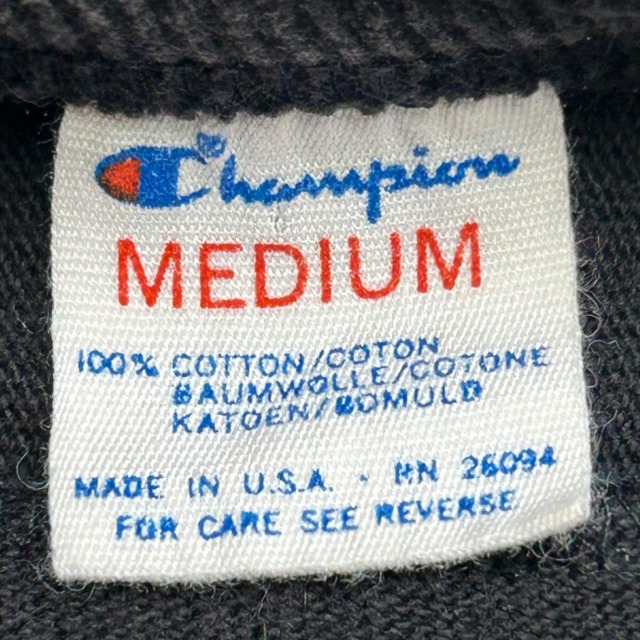 Champion
MEDIUM
100% COTTON/COTON
BAUMWOLLE/COTONE
KATOEN/BOMULD
MADE IN U.S.A. · RN 26094
FOR CARE SEE REVERSE